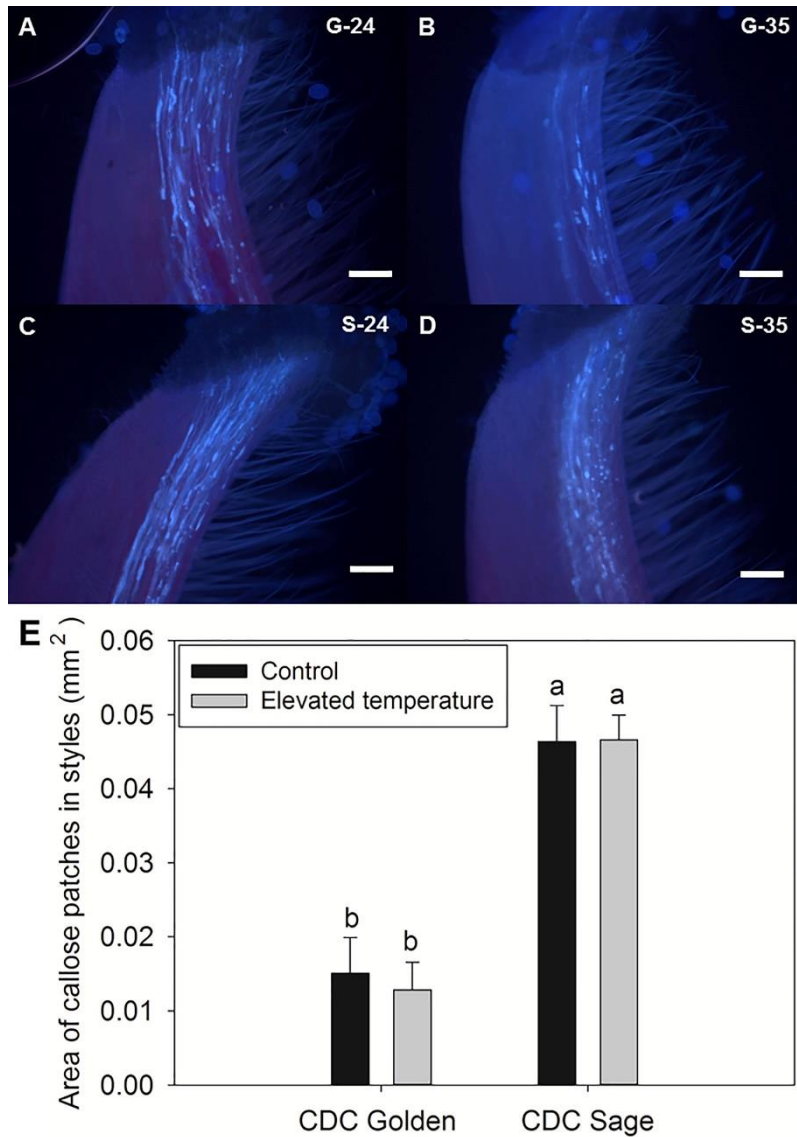 A G-24
B G-35
C S-24
D S-35
E
Area of callose patches in styles (mm²)
0.06
0.05
0.04
0.03
0.02
0.01
0.00
Control
Elevated temperature
b
b
a
a
CDC Golden
CDC Sage